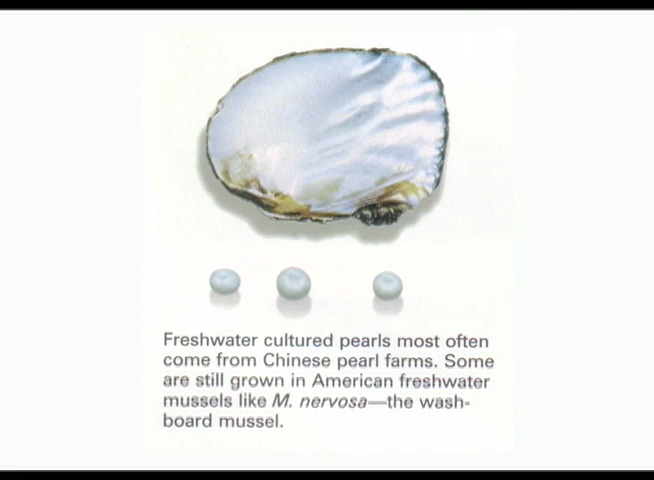 Freshwater cultured pearls most often
come from Chinese pearl farms. Some
are still grown in American freshwater
mussels like M. nervosa—the wash-
board mussel.